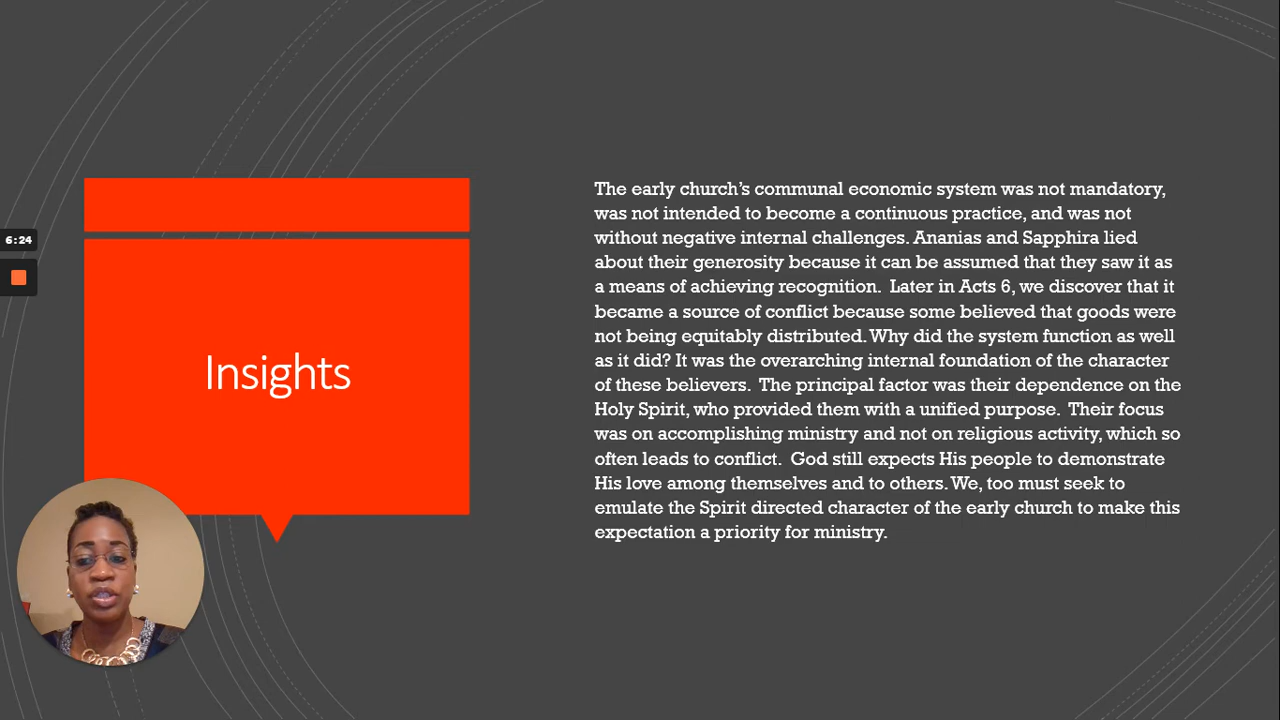 6:24
Insights
The early church’s communal economic system was not mandatory,
was not intended to become a continuous practice, and was not
without negative internal challenges. Ananias and Sapphira lied
about their generosity because it can be assumed that they saw it as
a means of achieving recognition.  Later in Acts 6, we discover that it
became a source of conflict because some believed that goods were
not being equitably distributed. Why did the system function as well
as it did? It was the overarching internal foundation of the character
of these believers.  The principal factor was their dependence on the
Holy Spirit, who provided them with a unified purpose.  Their focus
was on accomplishing ministry and not on religious activity, which so
often leads to conflict.  God still expects His people to demonstrate
His love among themselves and to others. We, too must seek to
emulate the Spirit directed character of the early church to make this
expectation a priority for ministry.